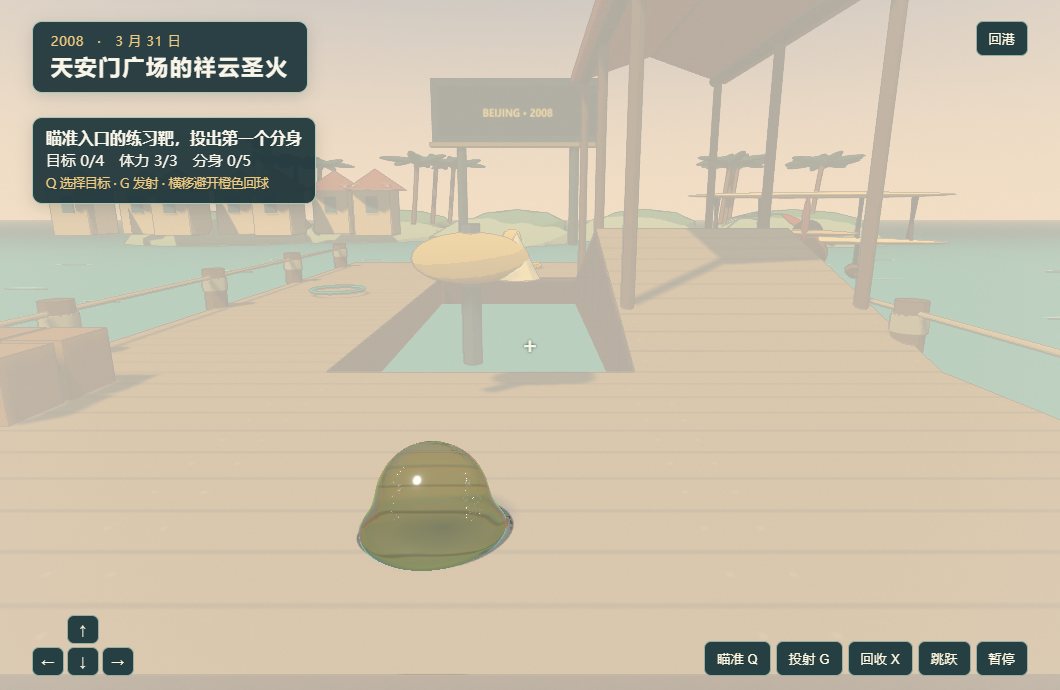 2008 · 3 月 31 日
天安门广场的祥云圣火
回港
BEIJING • 2008
瞄准入口的练习靶，投出第一个分身
目标 0/4 体力 3/3 分身 0/5
Q 选择目标 · G 发射 · 横移避开橙色回球
↑
← ↓ →
瞄准 Q 投射 G 回收 X 跳跃 暂停